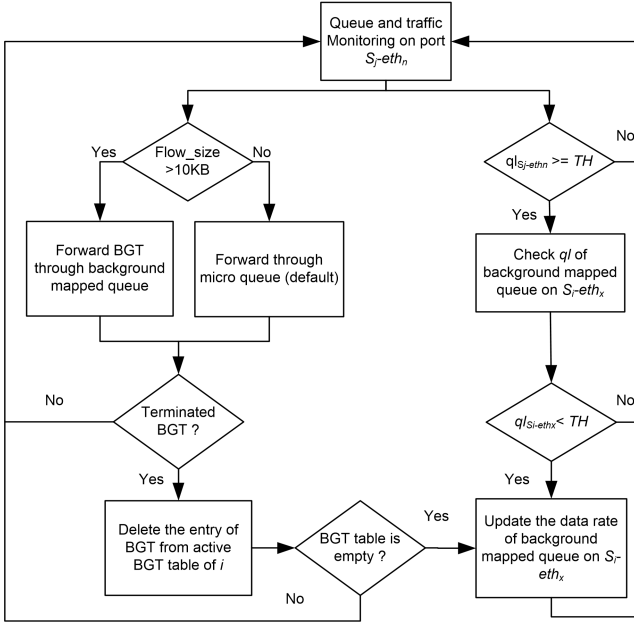 Queue and traffic
Monitoring on port
Sj-ethn
Yes
Flow_size
>10KB
No
qlSj-ethn >= TH
No
Yes
Forward BGT
through background
mapped queue
Forward through
micro queue (default)
Check ql of
background mapped
queue on Si-ethx
No
Terminated
BGT ?
Yes
qlSi-ethx< TH
No
Yes
Delete the entry of
BGT from active
BGT table of i
BGT table is
empty ?
Yes
No
Update the data rate
of background
mapped queue on Si-
ethx